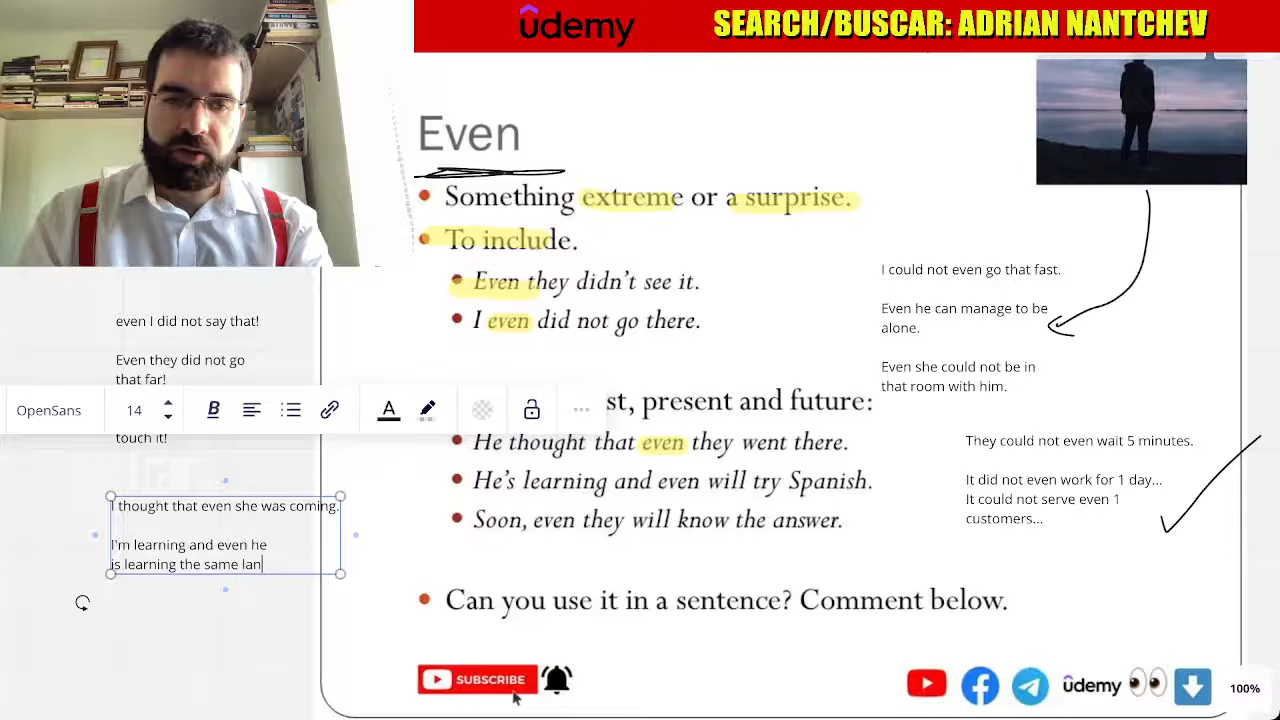 udemy
SEARCH/BUSCAR: ADRIAN NANTCHEV
Even
Something extreme or a surprise.
To include.
Even they didn't see it.
I even did not go there.
st, present and future:
He thought that even they went there.
He's learning and even will try Spanish.
Soon, even they will know the answer.
Can you use it in a sentence? Comment below.
I could not even go that fast.
Even he can manage to be
alone.
Even she could not be in
that room with him.
They could not even wait 5 minutes.
It did not even work for 1 day...
It could not serve even 1
customers...
even I did not say that!
Even they did not go
that far!
OpenSans
14
B
A
...
touch it!
I thought that even she was coming.
I'm learning and even he
is learning the same lan
SUBSCRIBE
udemy
100%